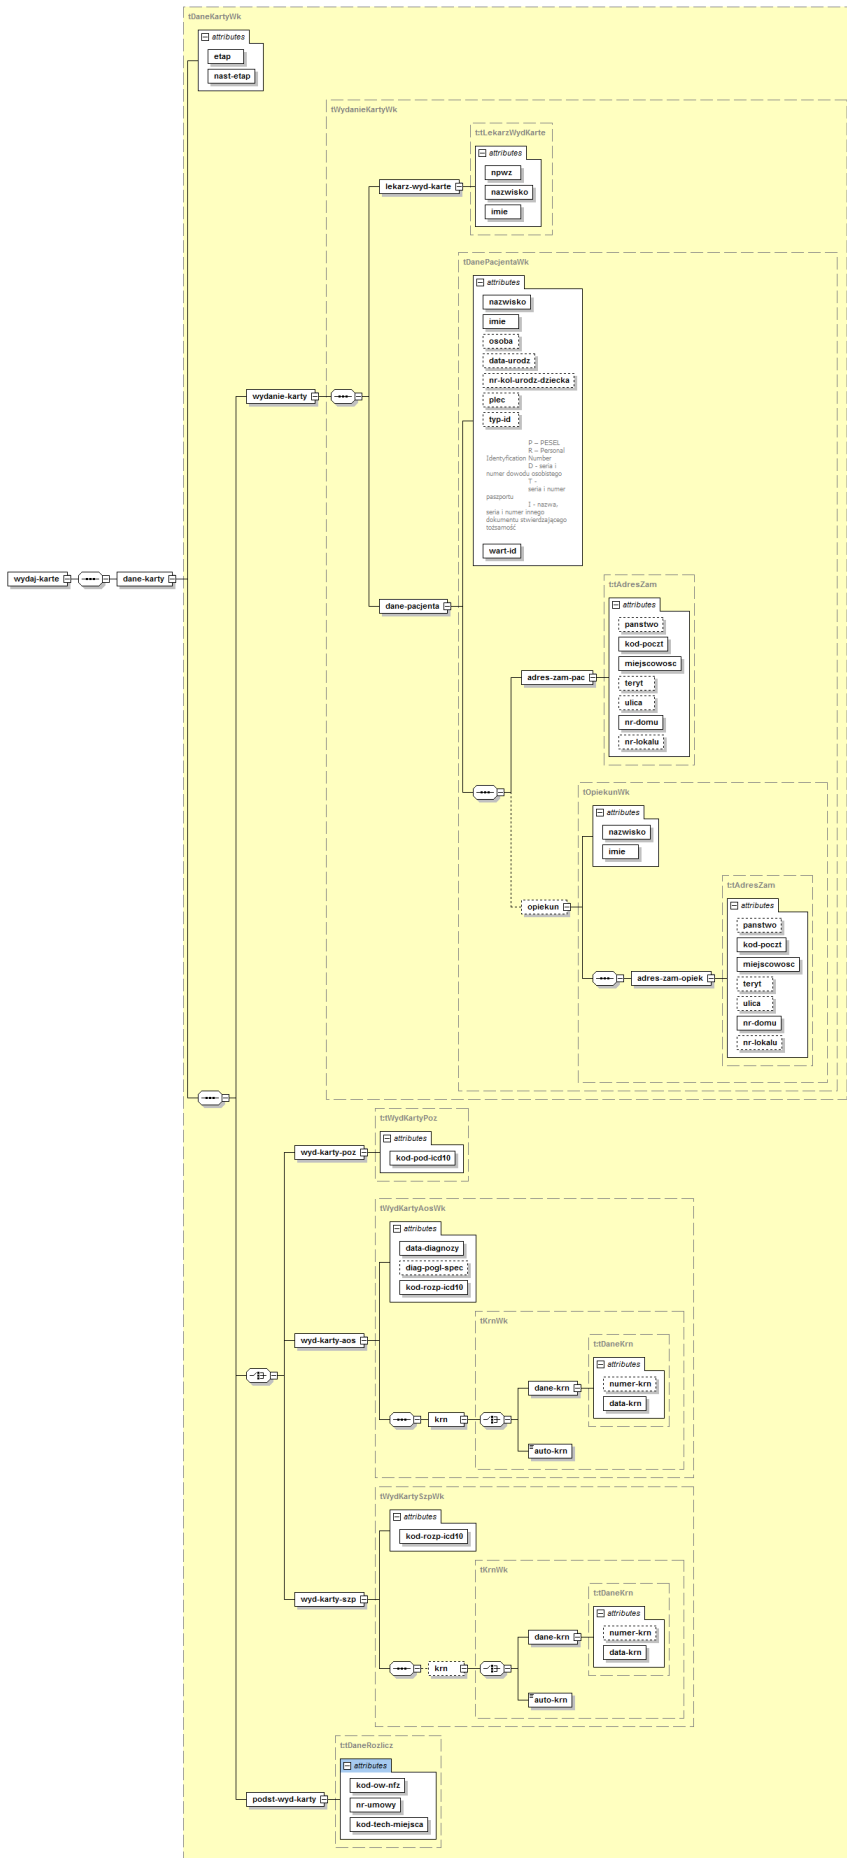 tDaneKartyWk
attributes
etap
nast-etap
tWydanieKartyWk
t:tLekarzWydKarte
attributes
lekarz-wyd-karte
npwz
nazwisko
imie
tDanePacjentaWk
attributes
nazwisko
imie
osoba
data-urodz
nr-kol-urodz-dziecka
plec
typ-id
P – PESEL
R – Personal
Identyfication Number
D - seria i
numer dowodu osobistego
T -
seria i numer
paszportu
I - nazwa,
seria i numer innego
dokumentu stwierdzającego
tożsamość
wart-id
wydanie-karty
wydaj-karte
dane-karty
dane-pacjenta
t:tAdresZam
attributes
panstwo
kod-poczt
miejscowosc
teryt
ulica
nr-domu
nr-lokalu
adres-zam-pac
tOpiekunWk
attributes
nazwisko
imie
opiekun
t:tAdresZam
attributes
panstwo
kod-poczt
miejscowosc
teryt
ulica
nr-domu
nr-lokalu
adres-zam-opiek
t:tWydKartyPoz
attributes
wyd-karty-poz
kod-pod-icd10
tWydKartyAosWk
attributes
data-diagnozy
diag-pogl-spec
kod-rozp-icd10
wyd-karty-aos
tKrnWk
t:tDaneKrn
attributes
dane-krn
numer-krn
data-krn
krn
auto-krn
tWydKartySzpWk
attributes
kod-rozp-icd10
wyd-karty-szp
tKrnWk
t:tDaneKrn
attributes
dane-krn
numer-krn
data-krn
krn
auto-krn
t:tDaneRozlicz
attributes
kod-ow-nfz
podst-wyd-karty
nr-umowy
kod-tech-miejsca